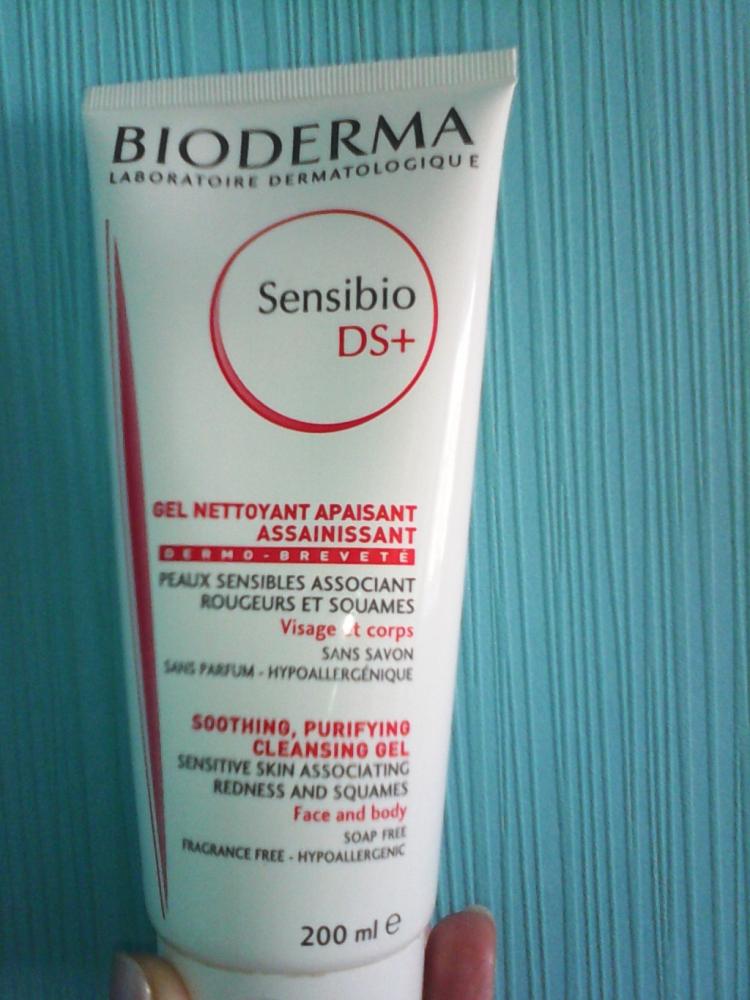 BIODERMA
LABORATOIRE DERMATOLOGIQUE
Sensibio
DS+
GEL NETTOYANT APAISANT
ASSAINISSANT
DERMO-BREVETÉ
PEAUX SENSIBLES ASSOCIANT
ROUGEURS ET SQUAMES
Visage et corps
SANS SAVON
SANS PARFUM - HYPOALLERGÉNIQUE
SOOTHING, PURIFYING
CLEANSING GEL
SENSITIVE SKIN ASSOCIATING
REDNESS AND SQUAMES
Face and body
SOAP FREE
FRAGRANCE FREE - HYPOALLERGENIC
200 ml e